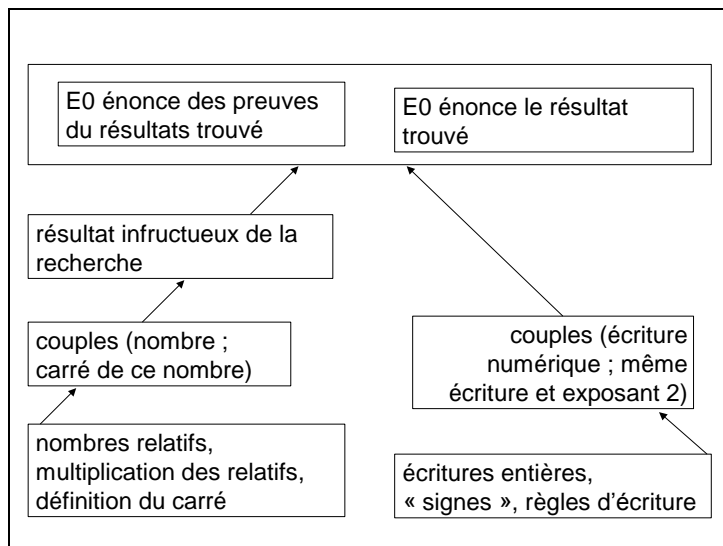 E0 énonce des preuves
du résultats trouvé
E0 énonce le résultat
trouvé
résultat infructueux de la
recherche
couples (nombre ;
carré de ce nombre)
couples (écriture
numérique ; même
écriture et exposant 2)
nombres relatifs,
multiplication des relatifs,
définition du carré
écritures entières,
« signes », règles d’écriture